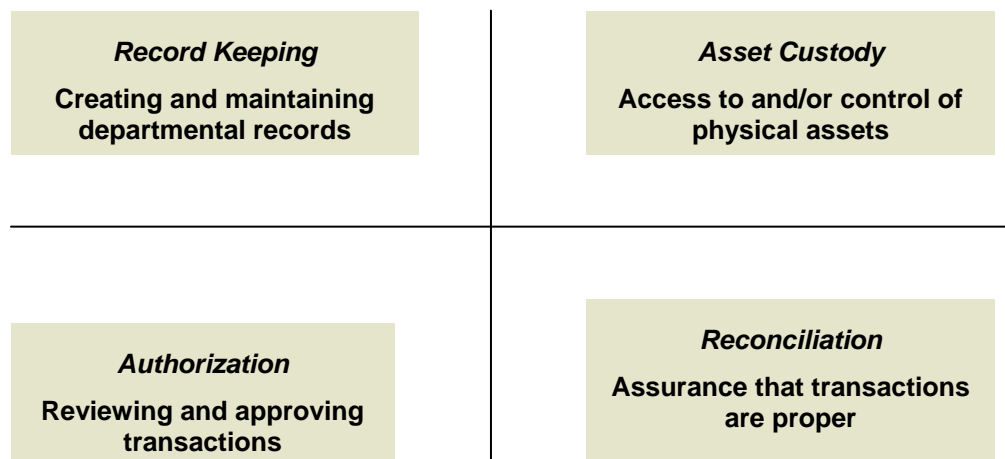 Record Keeping
Creating and maintaining
departmental records
Asset Custody
Access to and/or control of
physical assets
Authorization
Reviewing and approving
transactions
Reconciliation
Assurance that transactions
are proper